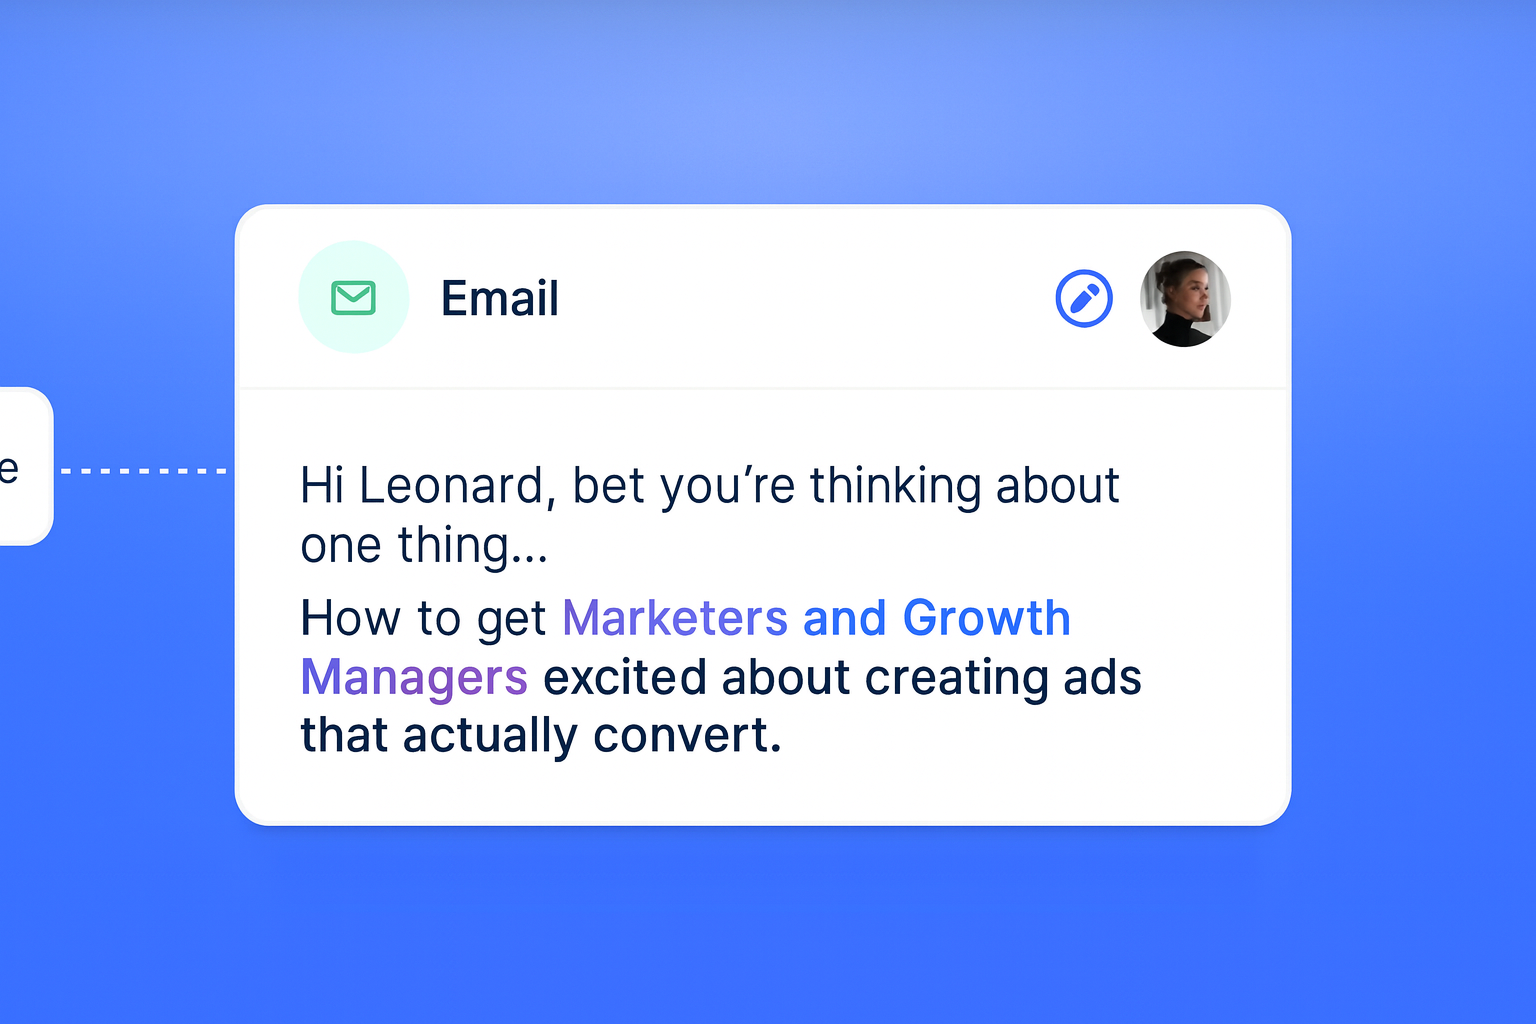 Email
e
Hi Leonard, bet you’re thinking about
one thing...
How to get Marketers and Growth
Managers excited about creating ads
that actually convert.